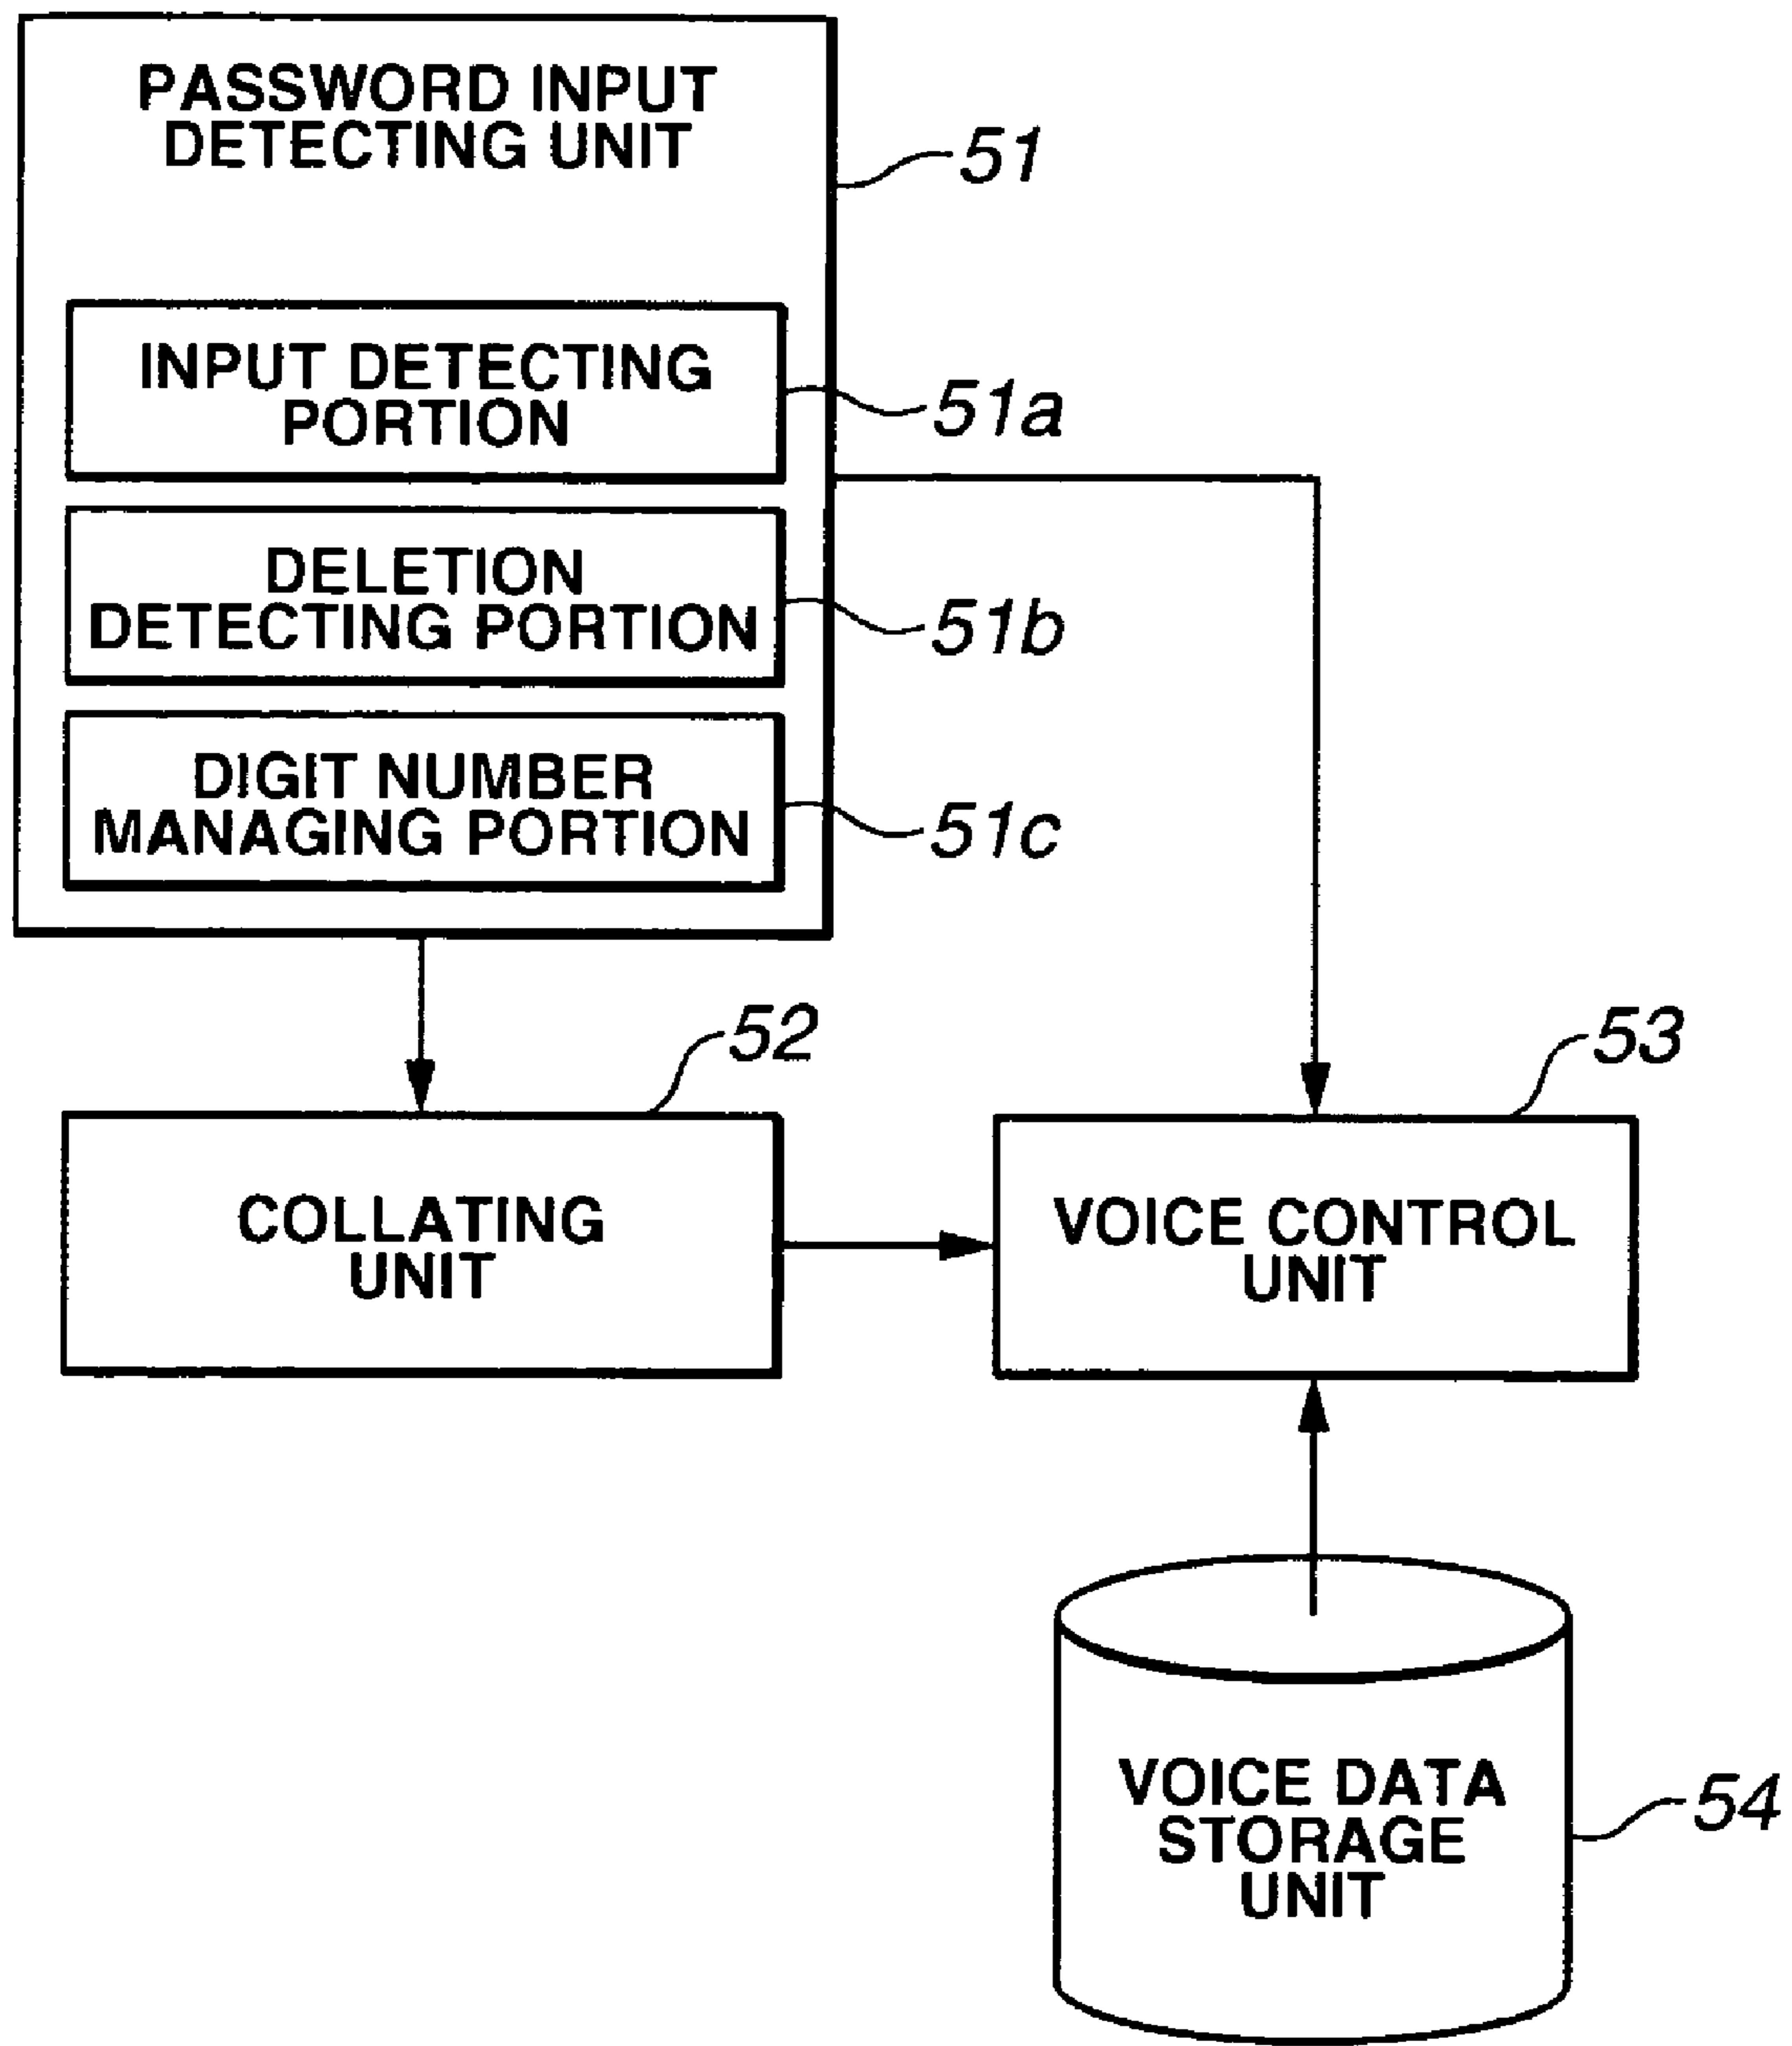 PASSWORD INPUT
DETECTING UNIT
51
INPUT DETECTING
PORTION
51a
DELETION
DETECTING PORTION
51b
DIGIT NUMBER
MANAGING PORTION
51c
52
53
COLLATING
UNIT
VOICE CONTROL
UNIT
VOICE DATA
STORAGE
UNIT
54